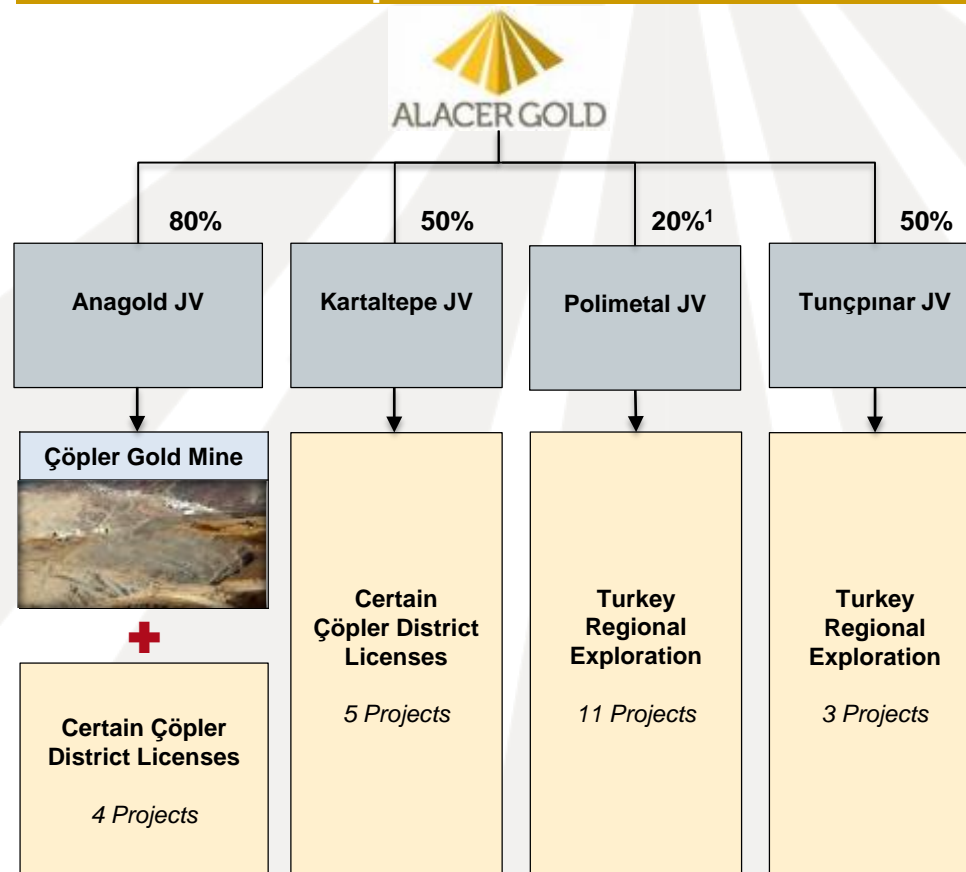 ALACER GOLD
80%
50%
20%¹
50%
Anagold JV
Kartaltepe JV
Polimetal JV
Tunçpınar JV
Çöpler Gold Mine
Certain Çöpler
District Licenses
4 Projects
Certain
Çöpler District
Licenses
5 Projects
Turkey
Regional
Exploration
11 Projects
Turkey
Regional
Exploration
3 Projects